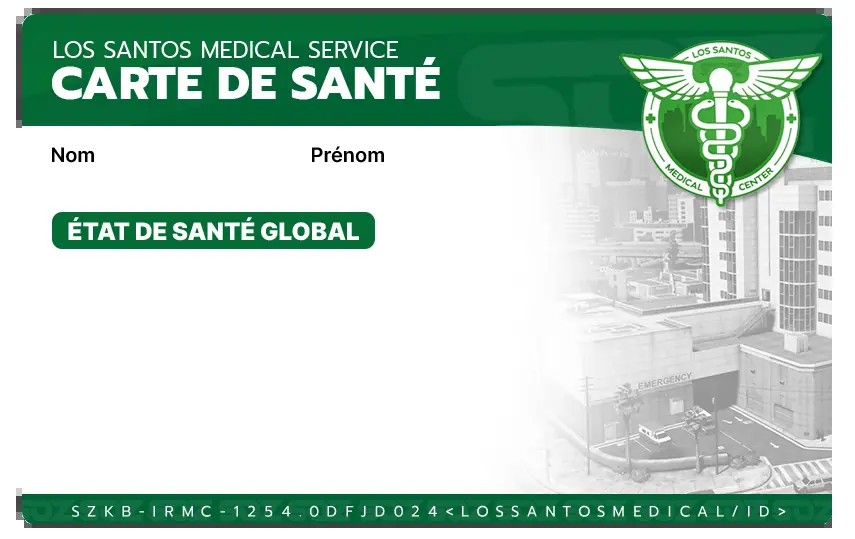 LOS SANTOS MEDICAL SERVICE
CARTE DE SANTÉ
LOS SANTOS
MEDICAL CENTER
Nom Prénom
ÉTAT DE SANTÉ GLOBAL
EMERGENCY
SZKB-IRMC-1254.0DFJD024<LOSSANTOSMEDICAL/ID>